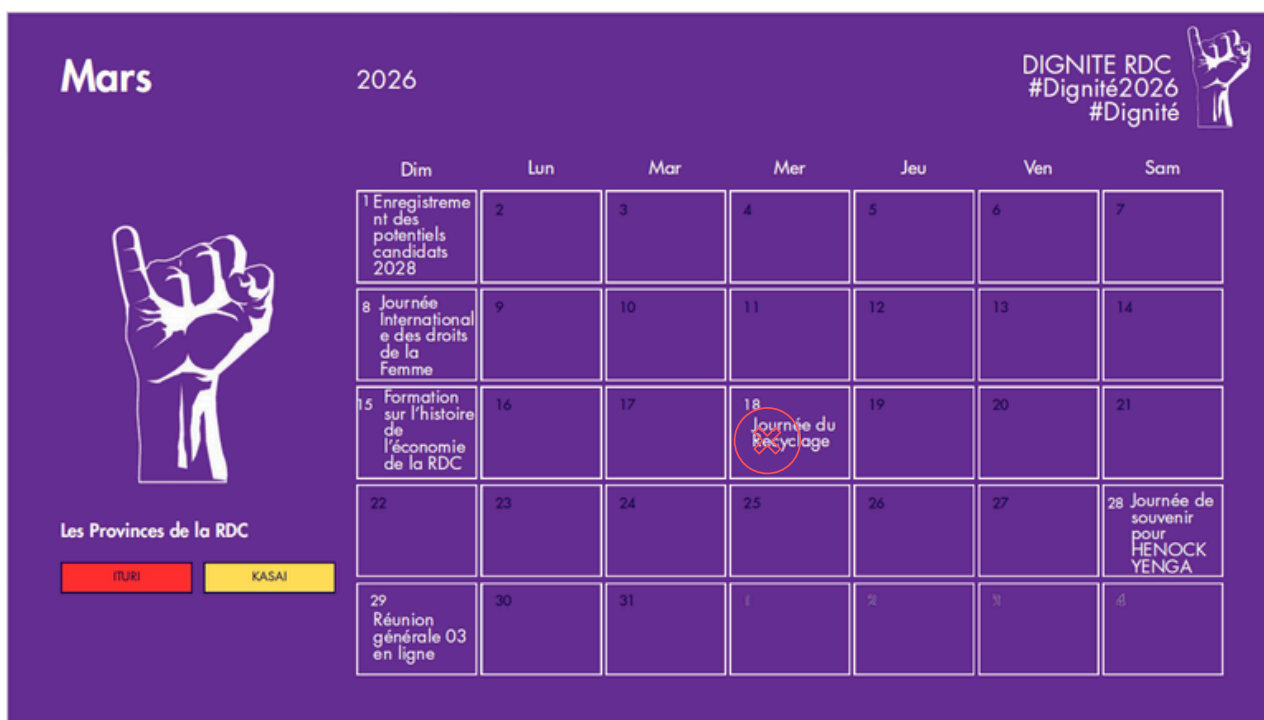 Mars
2026
DIGNITE RDC
#Dignité2026
#Dignité
Dim Lun Mar Mer Jeu Ven Sam
1 Enregistreme
nt des
potentiels
candidats
2028
2 3 4 5 6 7
8 Journée
International
e des droits
de la
Femme
9 10 11 12 13 14
15 Formation
sur l'histoire
de
l'économie
de la RDC
16 17
18
Journée du
Recyclage
19 20 21
22 23 24 25 26 27
28 Journée de
souvenir
pour
HENOCK
YENGA
29
Réunion
générale 03
en ligne
30 31 1 2 3 4
Les Provinces de la RDC
ITURI
KASAI